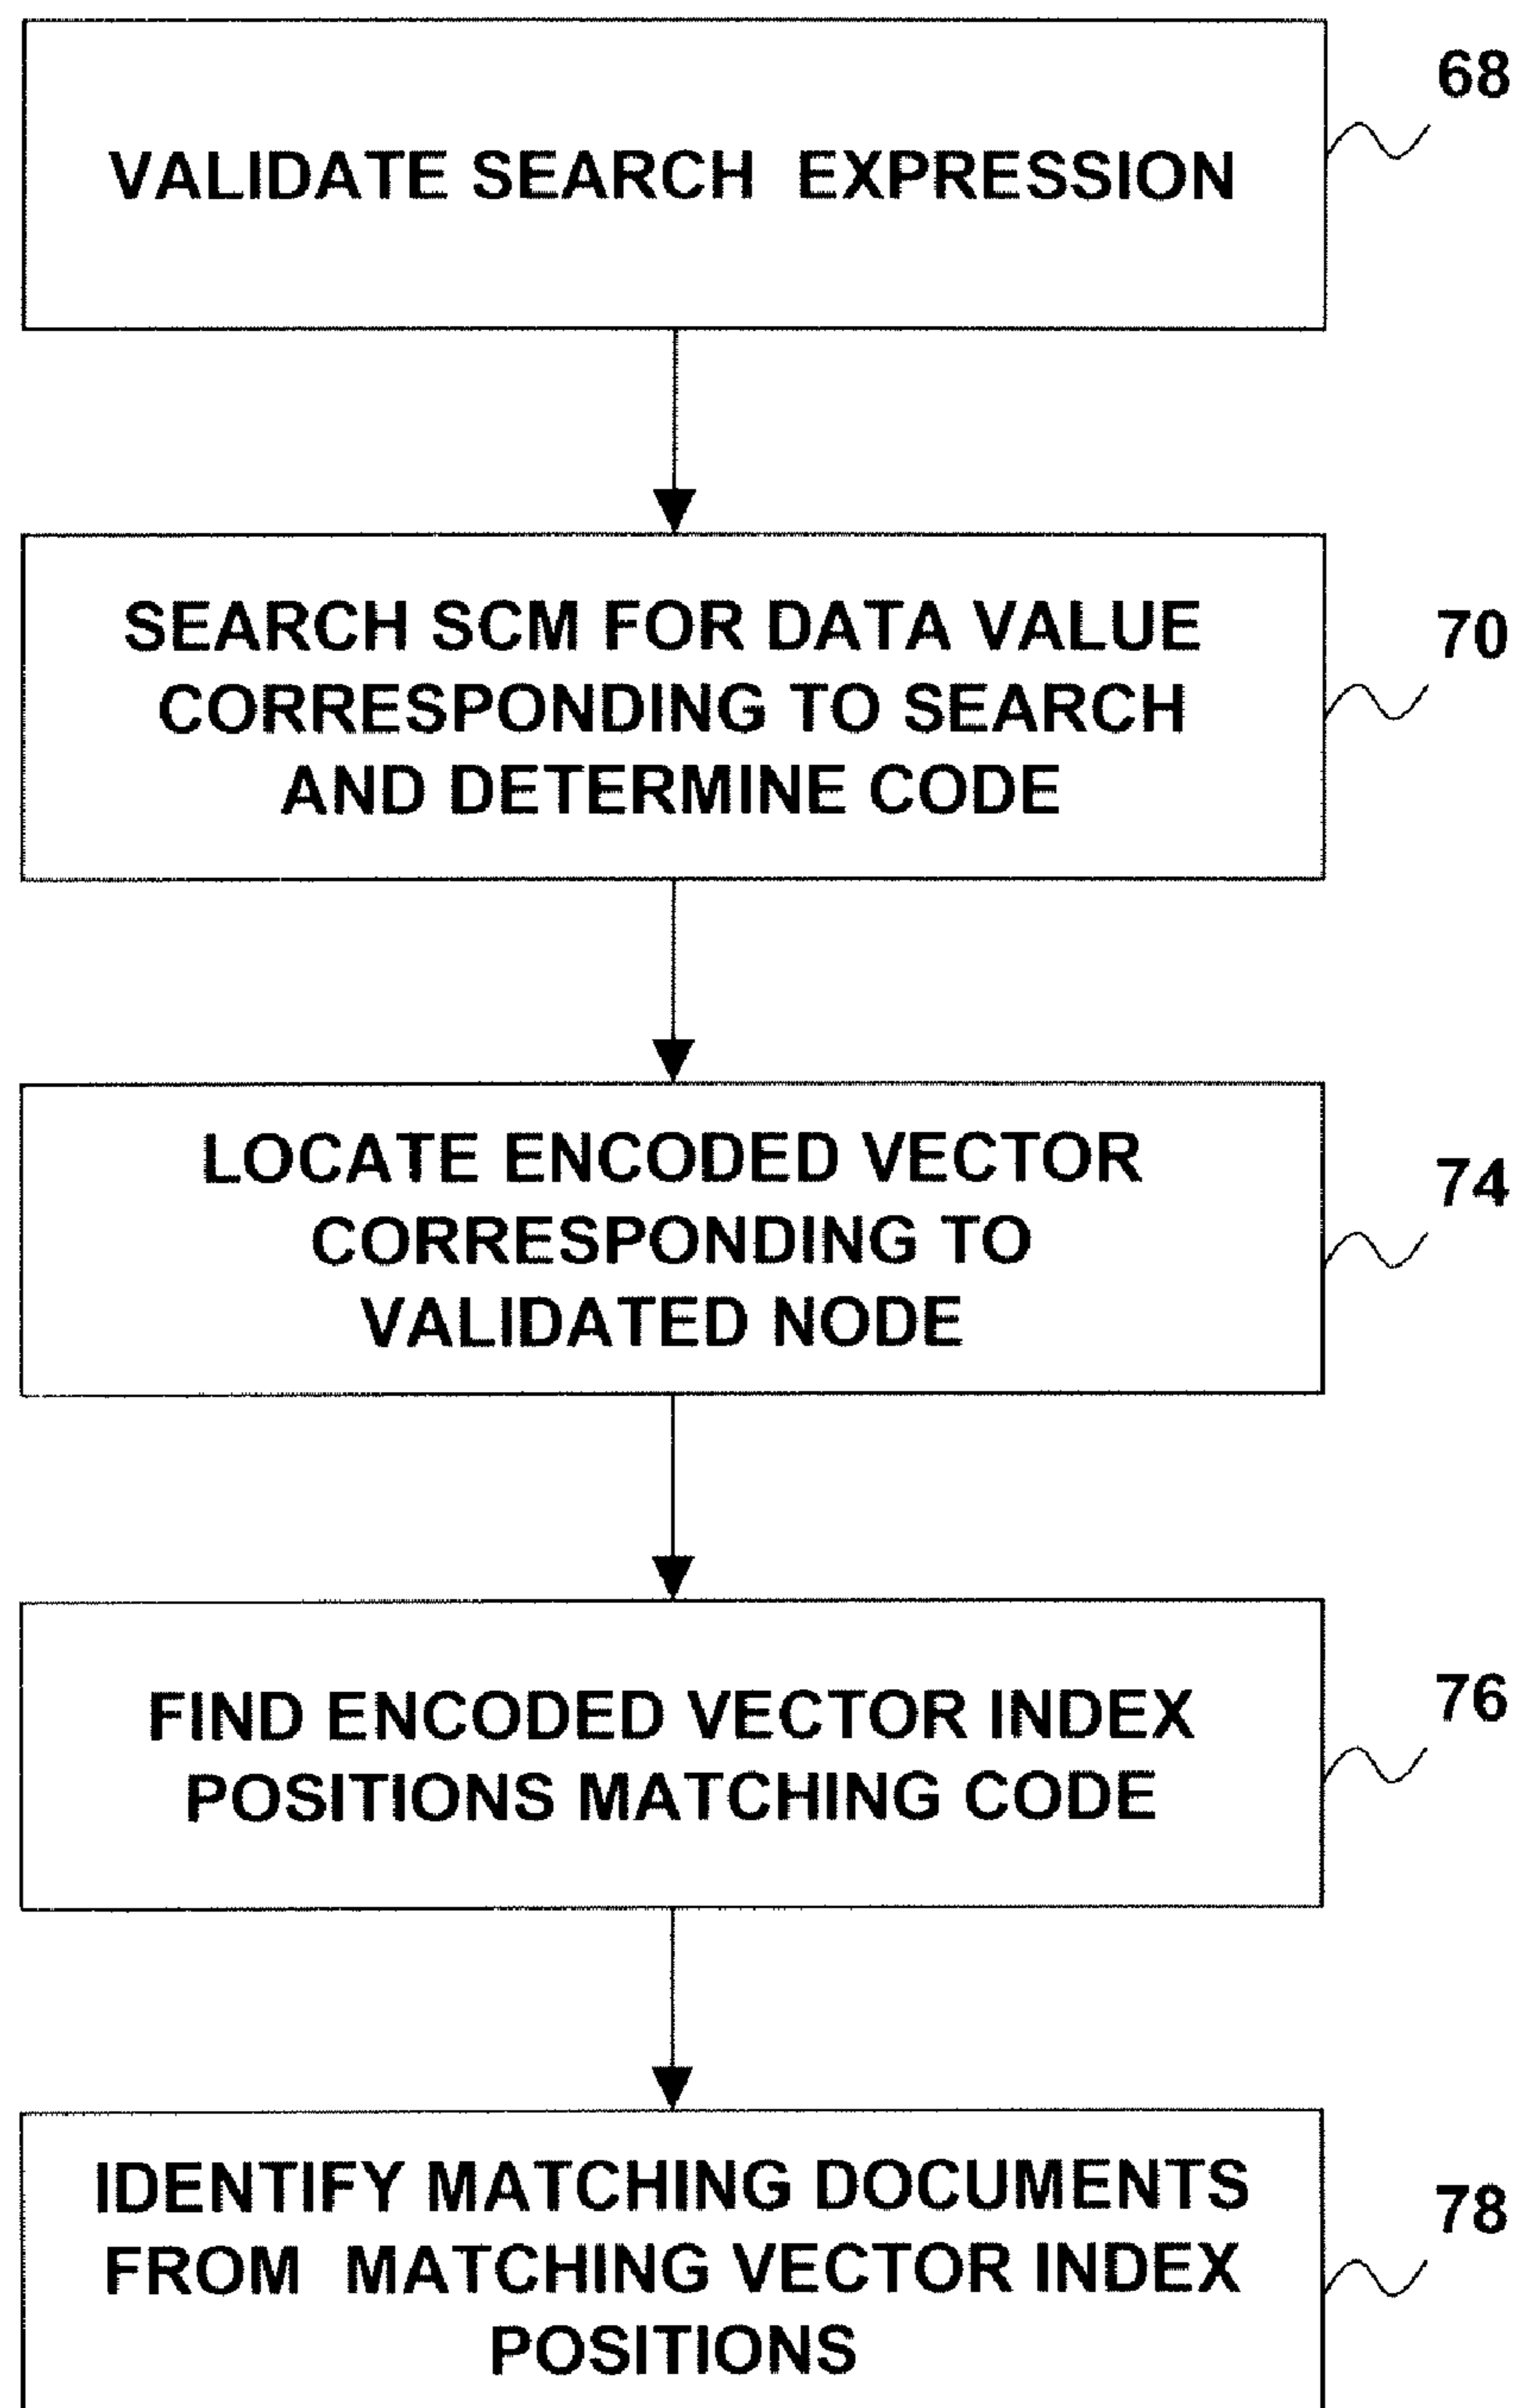 68
VALIDATE SEARCH EXPRESSION
SEARCH SCM FOR DATA VALUE
CORRESPONDING TO SEARCH
AND DETERMINE CODE
70
LOCATE ENCODED VECTOR
CORRESPONDING TO
VALIDATED NODE
74
FIND ENCODED VECTOR INDEX
POSITIONS MATCHING CODE
76
IDENTIFY MATCHING DOCUMENTS
FROM MATCHING VECTOR INDEX
POSITIONS
78